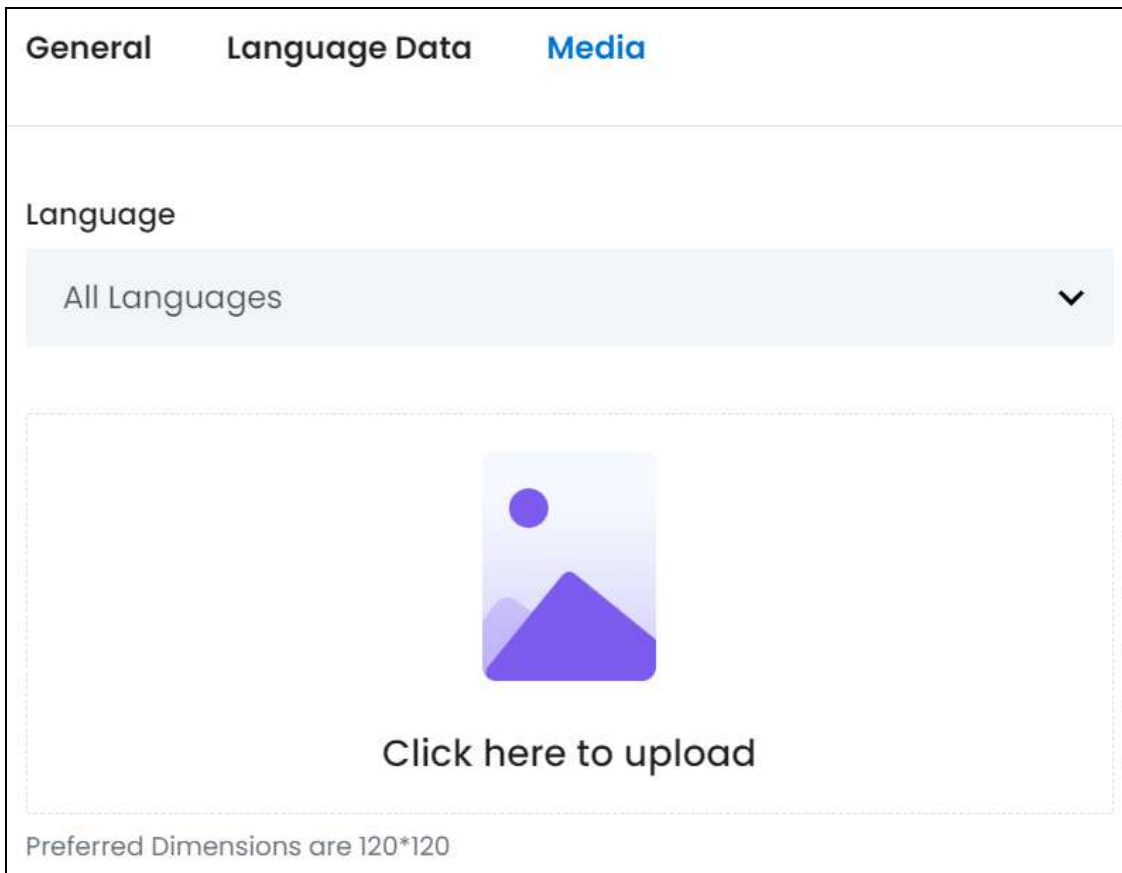 General Language Data Media
Language
All Languages
Click here to upload
Preferred Dimensions are 120*120